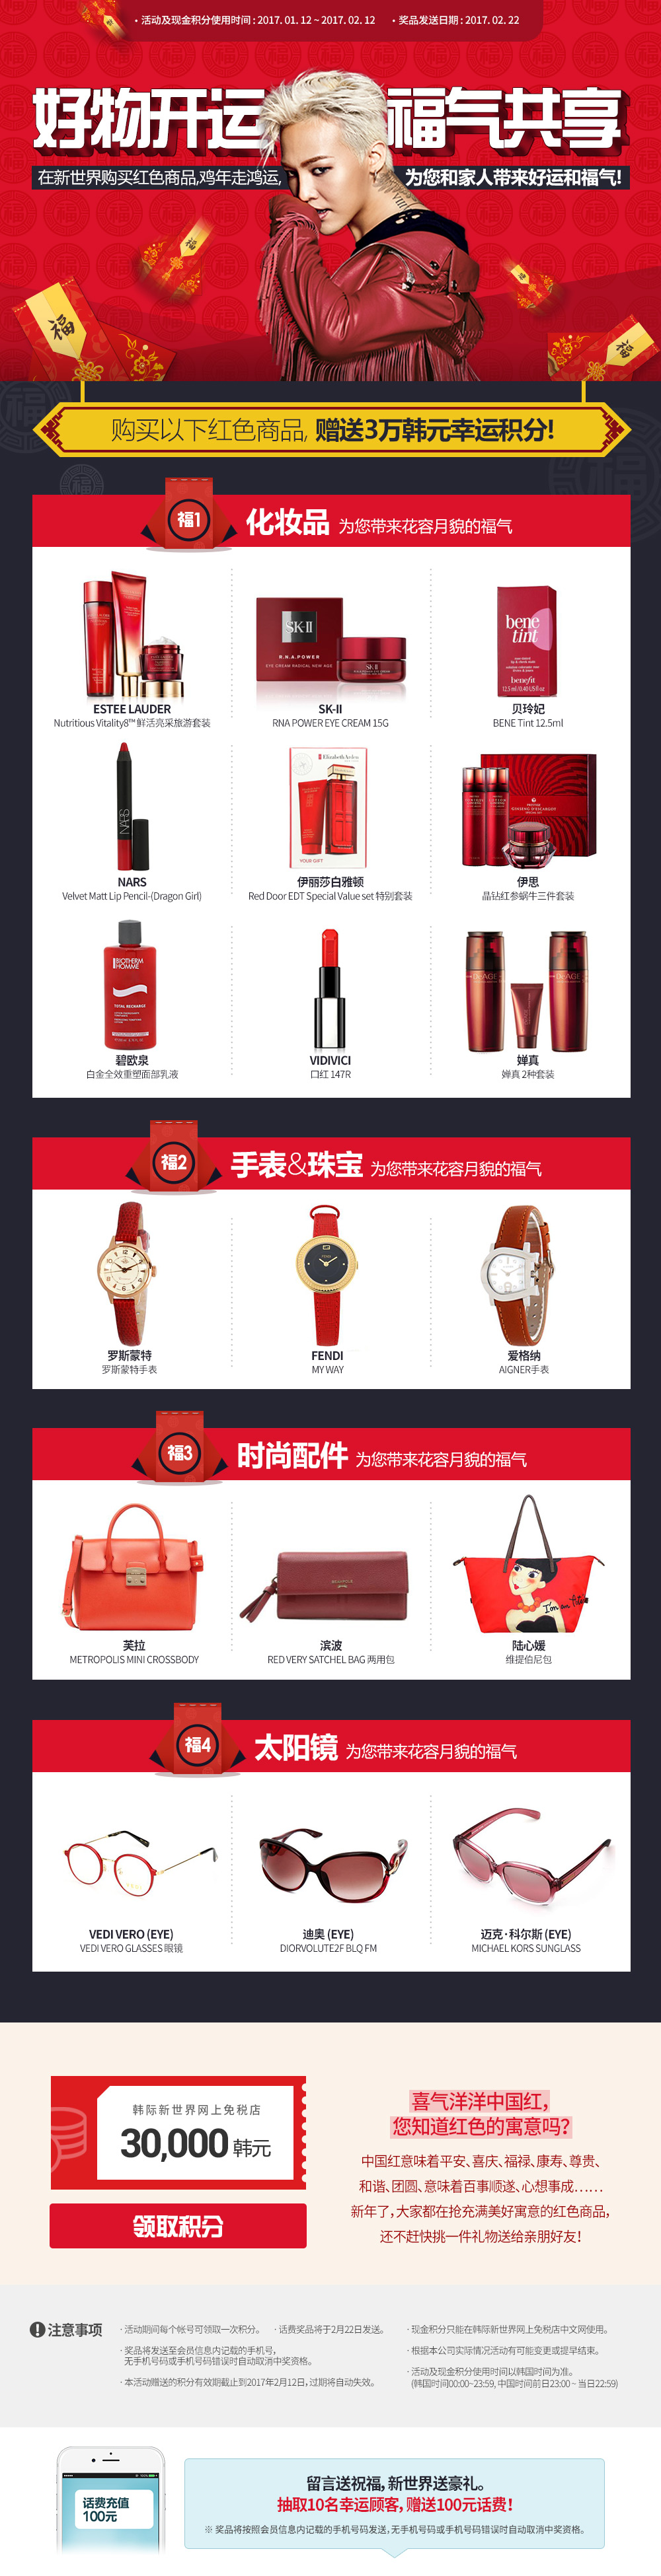 · 活动及现金积分使用时间 : 2017. 01. 12 ~ 2017. 02. 12 · 奖品发送日期 : 2017. 02. 22
好物开运 福气共享
在新世界购买红色商品,鸡年走鸿运, 为您和家人带来好运和福气!
福
福
福
福
购买以下红色商品, 赠送3万韩元幸运积分!
福1 化妆品 为您带来花容月貌的福气
SK-II
R.N.A.POWER
EYE CREAM RADICAL NEW AGE
bene
tint
benefit
12.5 ml/0.40 US fl oz
ESTEE LAUDER
Nutritious Vitality8™ 鲜活亮采旅游套装
SK-II
RNA POWER EYE CREAM 15G
贝玲妃
BENE Tint 12.5ml
NARS
Elizabeth Arden
YOUR GIFT
NARS
Velvet Matt Lip Pencil-(Dragon Girl)
伊丽莎白雅顿
Red Door EDT Special Value set 特别套装
伊思
晶钻红参蜗牛三件套装
BIOTHERM
HOMME
TOTAL RECHARGE
DeAGE
DeAGE
碧欧泉
白金全效重塑面部乳液
VIDIVICI
口红 147R
婵真
婵真 2种套装
福2 手表&珠宝 为您带来花容月貌的福气
罗斯蒙特
罗斯蒙特手表
FENDI
MY WAY
爱格纳
AIGNER手表
福3 时尚配件 为您带来花容月貌的福气
芙拉
METROPOLIS MINI CROSSBODY
滨波
RED VERY SATCHEL BAG 两用包
陆心媛
维提伯尼包
福4 太阳镜 为您带来花容月貌的福气
VEDI VERO (EYE)
VEDI VERO GLASSES 眼镜
迪奥 (EYE)
DIORVOLUTE2F BLQ FM
迈克·科尔斯 (EYE)
MICHAEL KORS SUNGLASS
韩际新世界网上免税店
30,000 韩元
领取积分
喜气洋洋中国红,
您知道红色的寓意吗?
中国红意味着平安、喜庆、福禄、康寿、尊贵、
和谐、团圆、意味着百事顺遂、心想事成……
新年了,大家都在抢充满美好寓意的红色商品,
还不赶快挑一件礼物送给亲朋好友!
注意事项
· 活动期间每个帐号可领取一次积分。 · 话费奖品将于2月22日发送。
· 奖品将发送至会员信息内记载的手机号,
无手机号码或手机号码错误时自动取消中奖资格。
· 本活动赠送的积分有效期截止到2017年2月12日,过期将自动失效。
· 现金积分只能在韩际新世界网上免税店中文网使用。
· 根据本公司实际情况活动有可能变更或提早结束。
· 活动及现金积分使用时间以韩国时间为准。
(韩国时间00:00~23:59, 中国时间前日23:00 ~ 当日22:59)
话费充值
100元
留言送祝福,新世界送豪礼。
抽取10名幸运顾客,赠送100元话费!
※ 奖品将按照会员信息内记载的手机号码发送,无手机号码或手机号码错误时自动取消中奖资格。